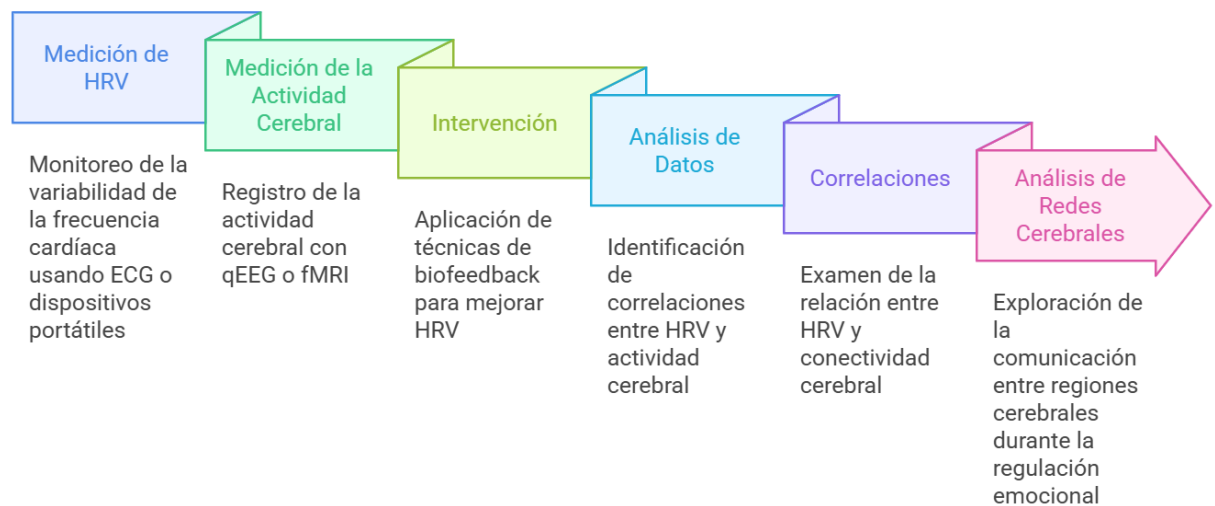 Medición de
HRV
Monitoreo de la
variabilidad de
la frecuencia
cardíaca
usando ECG o
dispositivos
portátiles
Medición de la
Actividad
Cerebral
Registro de la
actividad
cerebral con
qEEG o fMRI
Intervención
Aplicación de
técnicas de
biofeedback
para mejorar
HRV
Análisis de
Datos
Identificación
de
correlaciones
entre HRV y
actividad
cerebral
Correlaciones
Examen de la
relación entre
HRV y
conectividad
cerebral
Análisis de
Redes
Cerebrales
Exploración de
la
comunicación
entre regiones
cerebrales
durante la
regulación
emocional